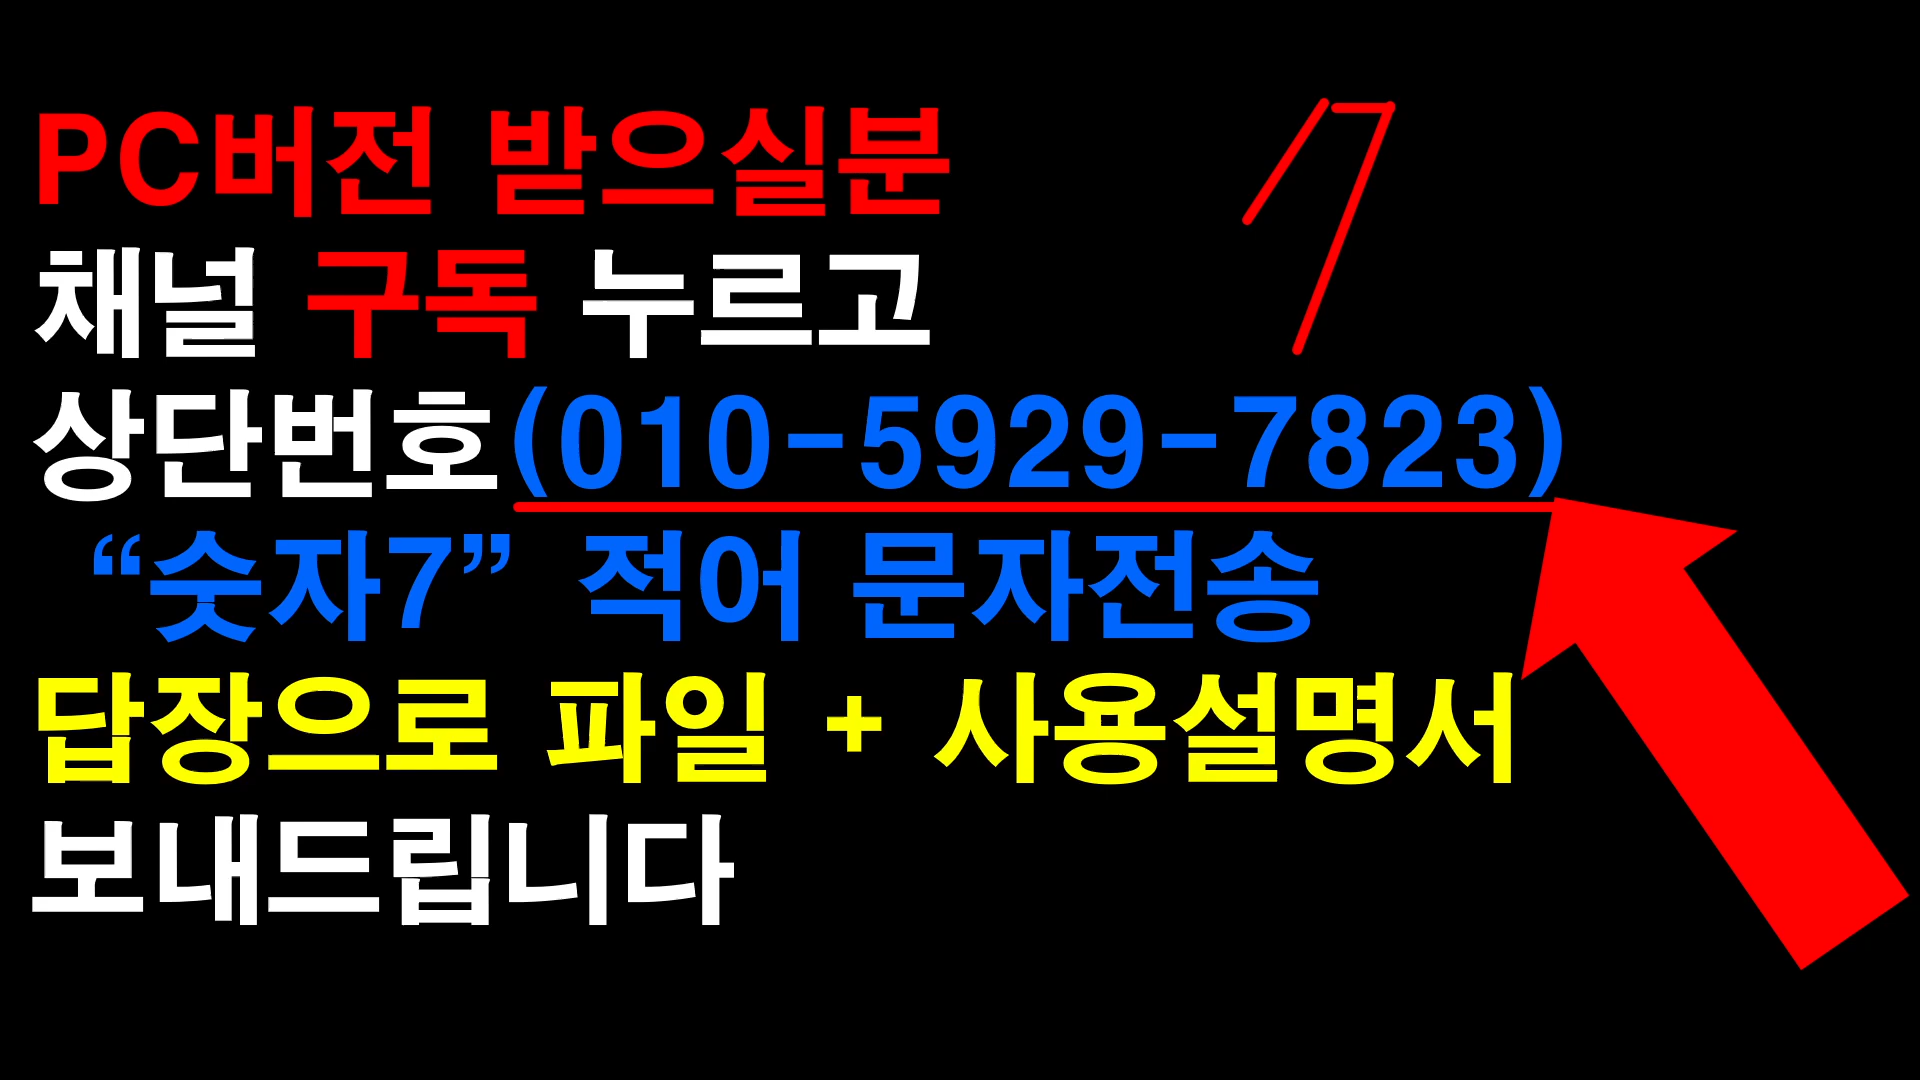 PC버전 받으실분
채널 구독 누르고
상단번호(010-5929-7823)
“숫자7” 적어 문자전송
답장으로 파일 + 사용설명서
보내드립니다
7